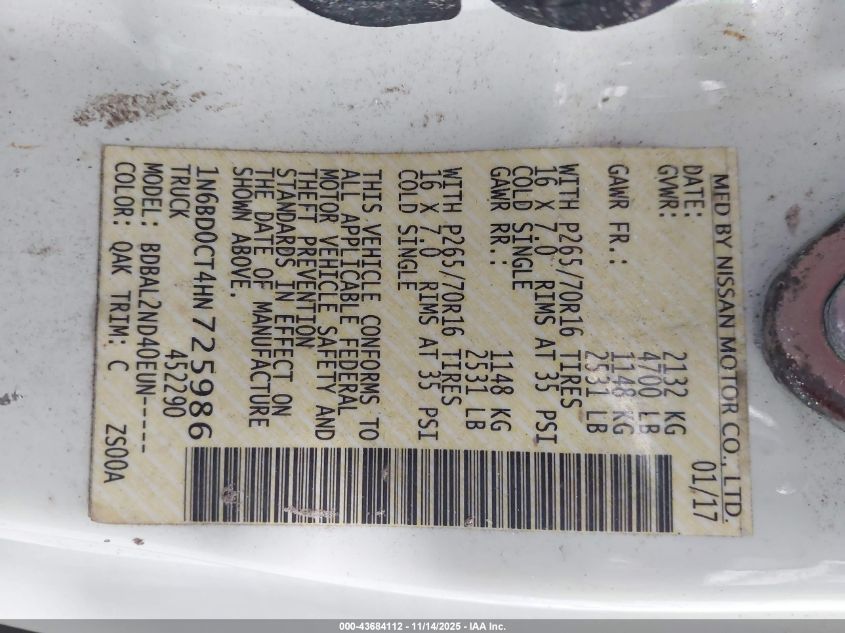 MFD BY NISSAN MOTOR CO., LTD.
DATE: 01/17
GVWR: 2132 KG
4700 LB
GAWR FR.: 1148 KG
2531 LB
WITH P265/70R16 TIRES
16 X 7.0 RIMS AT 35 PSI
COLD SINGLE
GAWR RR.: 1148 KG
2531 LB
WITH P265/70R16 TIRES
16 X 7.0 RIMS AT 35 PSI
COLD SINGLE
THIS VEHICLE CONFORMS TO
ALL APPLICABLE FEDERAL
MOTOR VEHICLE SAFETY AND
THEFT PREVENTION
STANDARDS IN EFFECT ON
THE DATE OF MANUFACTURE
SHOWN ABOVE.
1N6BD0CT4HN725986
TRUCK 452290
MODEL: BDBAL2ND40EUN-----
COLOR: QAK TRIM: C ZS00A
000-43684112 - 11/14/2025 - IAA Inc.